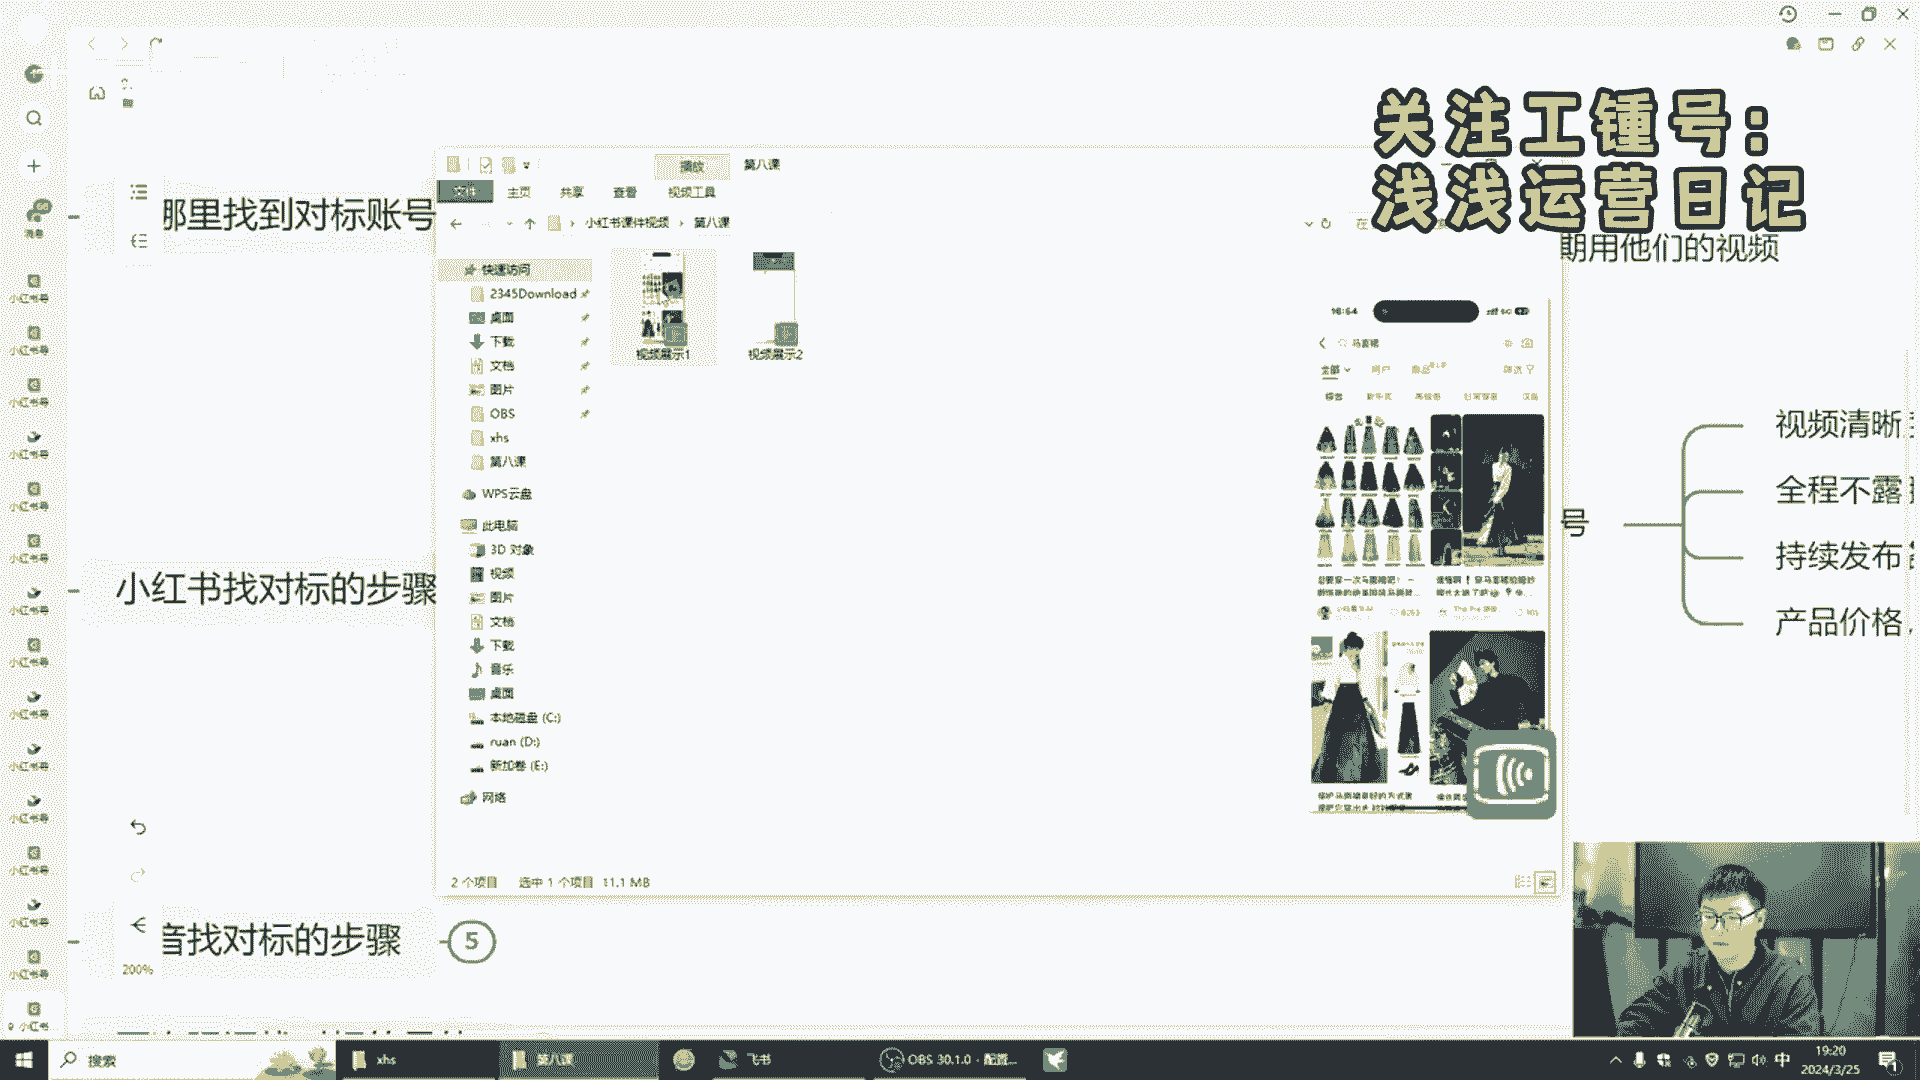 关注工锺号：
浅浅运营日记
那里找到对标账号
期用他们的视频
小红书找对标的步骤
音找对标的步骤
5
号
视频清晰
全程不露
持续发布
产品价格
播放
第八课
文件
主页
共享
查看
视频工具
小红书课件视频 › 第八课
快速访问
2345Download
桌面
下载
文档
图片
OBS
xhs
第八课
WPS云盘
此电脑
3D 对象
视频
图片
文档
下载
音乐
桌面
本地磁盘 (C:)
ruan (D:)
新加卷 (E:)
网络
视频展示1
视频展示2
2 个项目
选中 1 个项目 11.1 MB
16:54
马面裙
全部
200%
搜索
xhs
第八课
飞书
OBS 30.1.0 - 配置...
中
19:20
2024/3/25